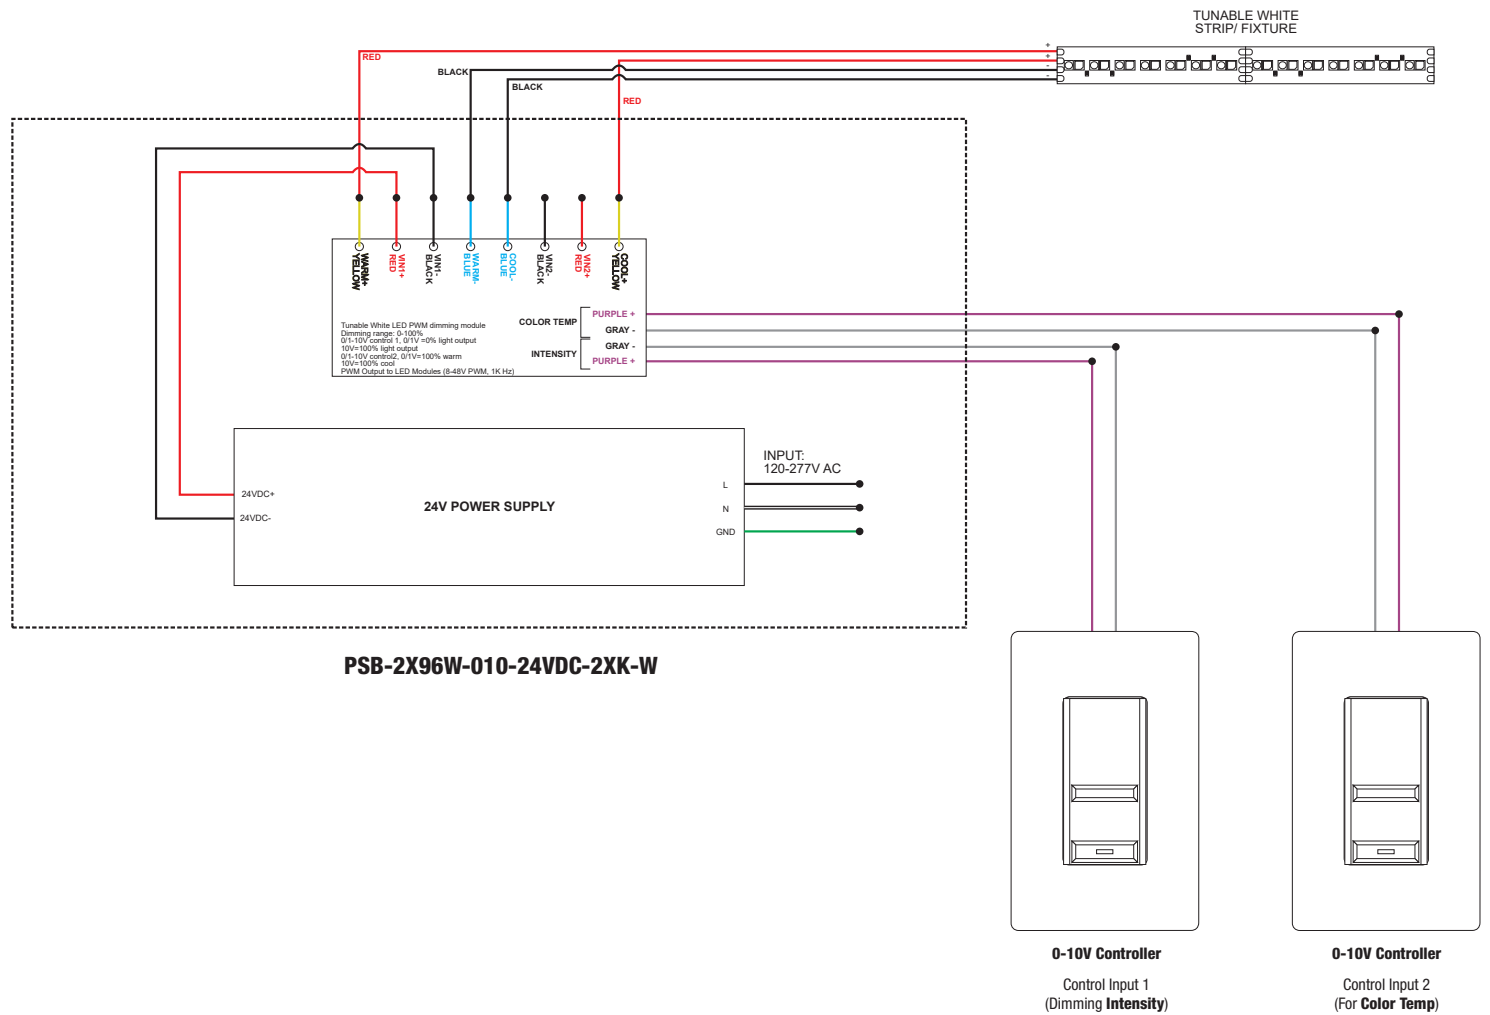 TUNABLE WHITE
STRIP/ FIXTURE
+
+
-
-
RED
BLACK
BLACK
RED
WARM+
YELLOW
VIN1+
RED
VIN1-
BLACK
WARM-
BLUE
COOL-
BLUE
VIN2-
BLACK
VIN2+
RED
COOL+
YELLOW
COLOR TEMP
PURPLE +
GRAY -
INTENSITY
GRAY -
PURPLE +
Tunable White LED PWM dimming module
Dimming range: 0-100%
0/1-10V control 1, 0/1V =0% light output
10V=100% light output
0/1-10V control2, 0/1V=100% warm
10V=100% cool
PWM Output to LED Modules (8-48V PWM, 1K Hz)
24VDC+
24VDC-
24V POWER SUPPLY
L
N
GND
INPUT:
120-277V AC
PSB-2X96W-010-24VDC-2XK-W
0-10V Controller
Control Input 1
(Dimming Intensity)
0-10V Controller
Control Input 2
(For Color Temp)